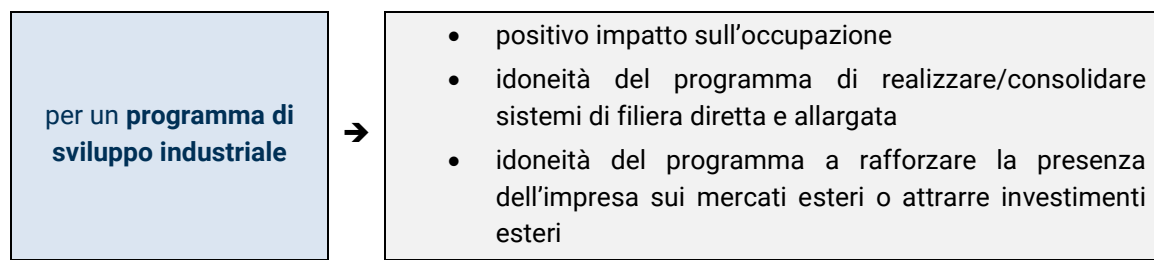 per un programma di
sviluppo industriale
➔
• positivo impatto sull'occupazione
• idoneità del programma di realizzare/consolidare
sistemi di filiera diretta e allargata
• idoneità del programma a rafforzare la presenza
dell'impresa sui mercati esteri o attrarre investimenti
esteri